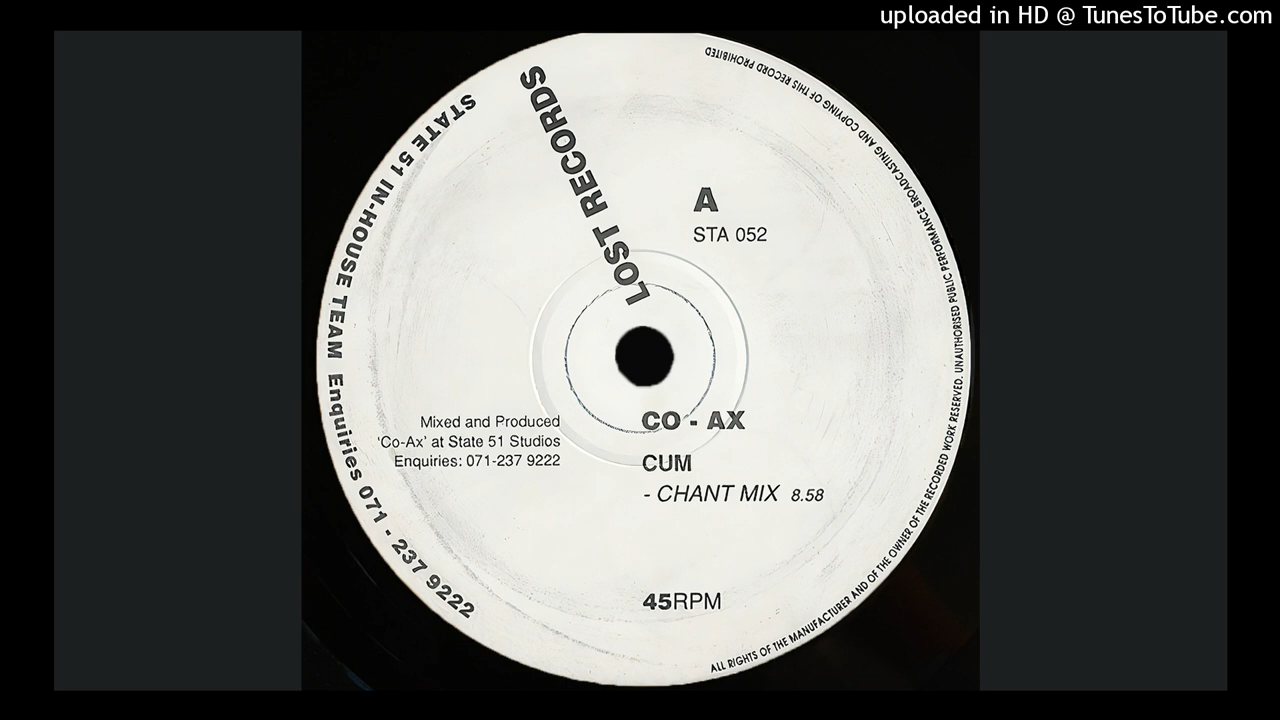 uploaded in HD @ TunesToTube.com
LOST RECORDS
STATE 51 IN-HOUSE TEAM Enquiries 071 - 237 9222
A
STA 052
Mixed and Produced
'Co-Ax' at State 51 Studios
Enquiries: 071-237 9222
CO - AX
CUM
- CHANT MIX 8.58
45RPM
ALL RIGHTS OF THE MANUFACTURER AND OF THE OWNER OF THE RECORDED WORK RESERVED. UNAUTHORISED PUBLIC PERFORMANCE BROADCASTING AND COPYING OF THIS RECORD PROHIBITED